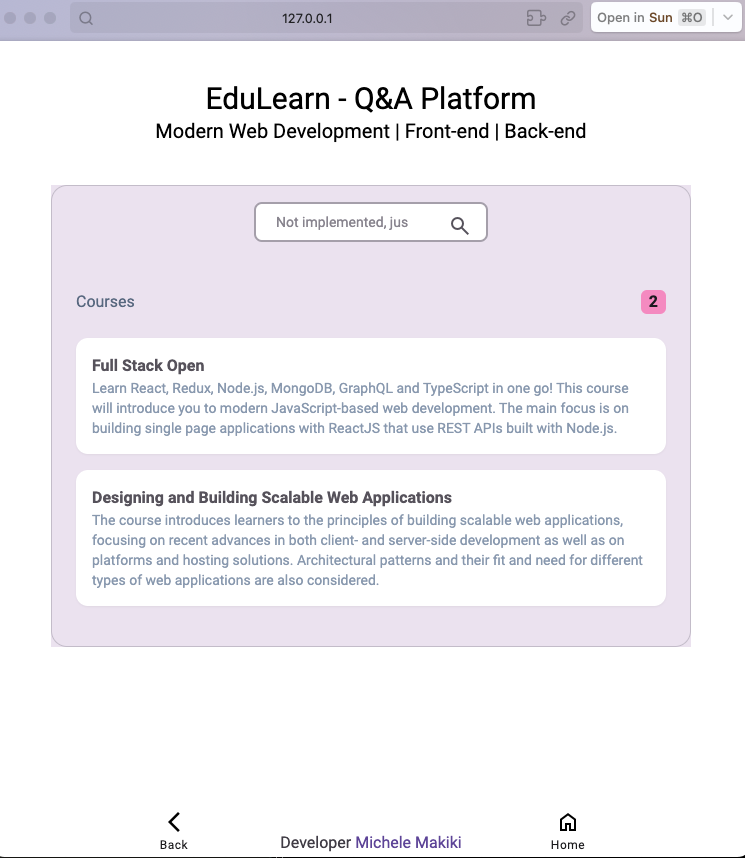 127.0.0.1
Open in Sun ⌘O
EduLearn - Q&A Platform
Modern Web Development | Front-end | Back-end
Not implemented, jus
Courses
2
Full Stack Open
Learn React, Redux, Node.js, MongoDB, GraphQL and TypeScript in one go! This course
will introduce you to modern JavaScript-based web development. The main focus is on
building single page applications with ReactJS that use REST APIs built with Node.js.
Designing and Building Scalable Web Applications
The course introduces learners to the principles of building scalable web applications,
focusing on recent advances in both client- and server-side development as well as on
platforms and hosting solutions. Architectural patterns and their fit and need for different
types of web applications are also considered.
Back
Developer Michele Makiki
Home